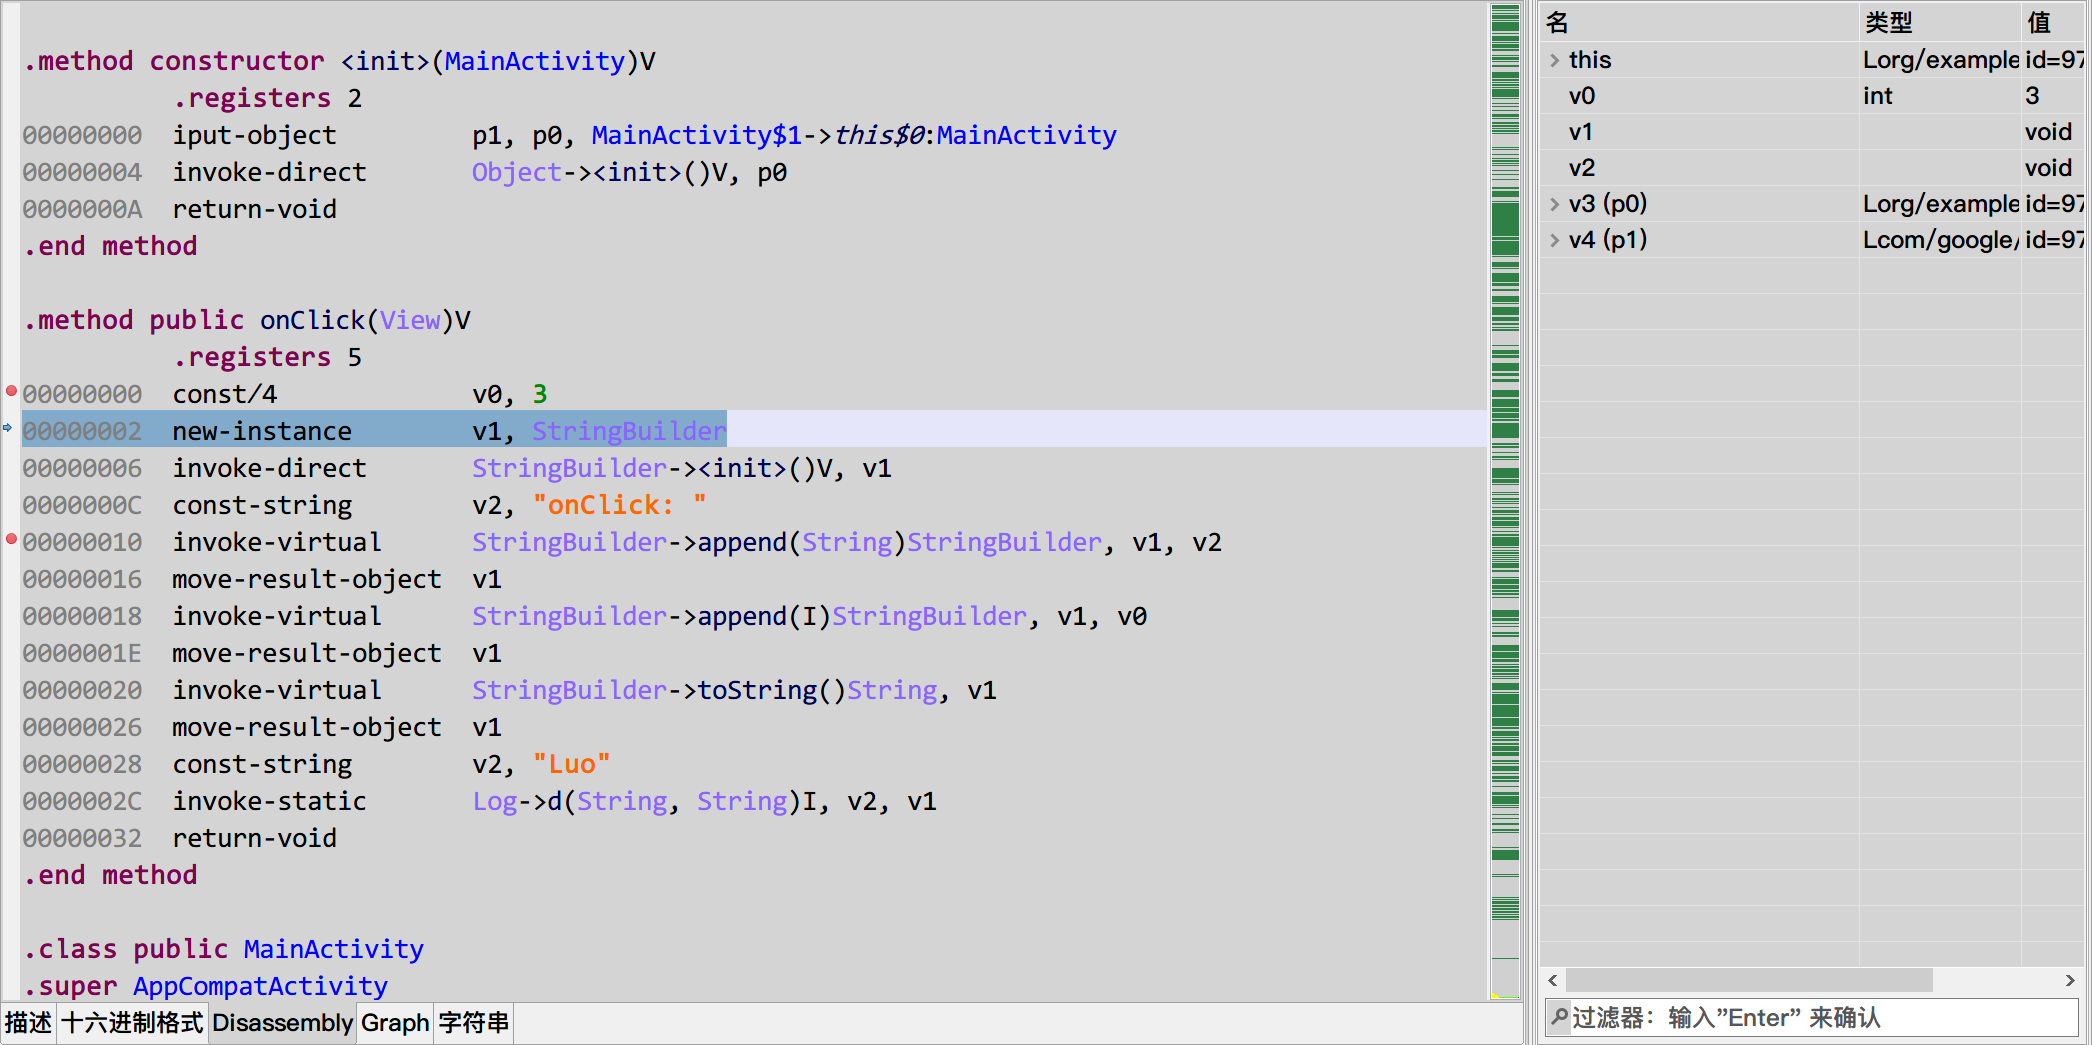 .method constructor <init>(MainActivity)V
.registers 2
00000000 iput-object p1, p0, MainActivity$1->this$0:MainActivity
00000004 invoke-direct Object-><init>()V, p0
0000000A return-void
.end method
.method public onClick(View)V
.registers 5
00000000 const/4 v0, 3
00000002 new-instance v1, StringBuilder
00000006 invoke-direct StringBuilder-><init>()V, v1
0000000C const-string v2, "onClick: "
00000010 invoke-virtual StringBuilder->append(String)StringBuilder, v1, v2
00000016 move-result-object v1
00000018 invoke-virtual StringBuilder->append(I)StringBuilder, v1, v0
0000001E move-result-object v1
00000020 invoke-virtual StringBuilder->toString()String, v1
00000026 move-result-object v1
00000028 const-string v2, "Luo"
0000002C invoke-static Log->d(String, String)I, v2, v1
00000032 return-void
.end method
.class public MainActivity
.super AppCompatActivity
描述 十六进制格式 Disassembly Graph 字符串
名 类型 值
this Lorg/example id=97
v0 int 3
v1 void
v2 void
v3 (p0) Lorg/example id=97
v4 (p1) Lcom/google/ id=97
过滤器：输入”Enter” 来确认